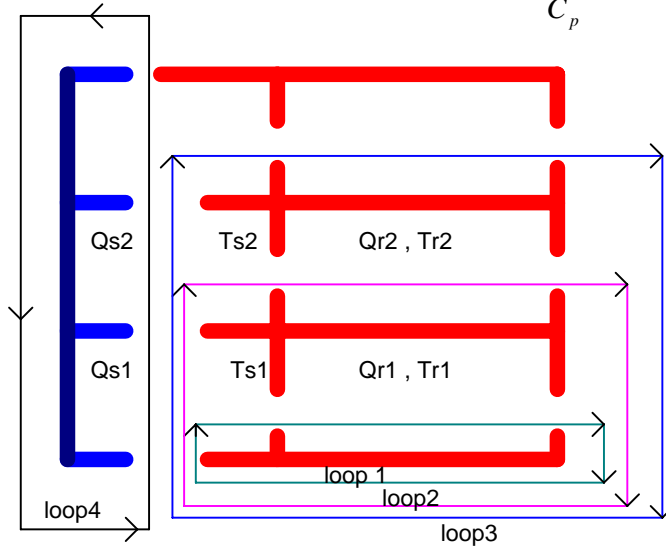 C_p
Qs2 Ts2 Qr2 , Tr2
Qs1 Ts1 Qr1 , Tr1
loop 1
loop2
loop4
loop3